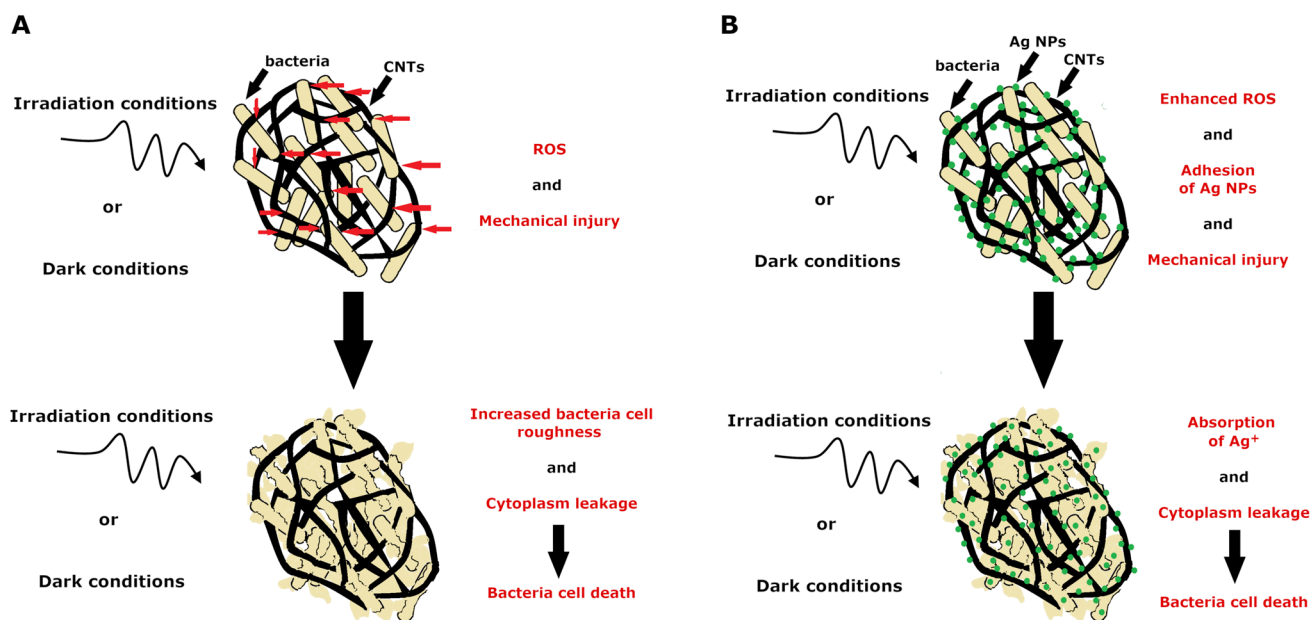 A
bacteria
CNTs
Irradiation conditions
or
Dark conditions
ROS
and
Mechanical injury
Irradiation conditions
or
Dark conditions
Increased bacteria cell
roughness
and
Cytoplasm leakage
Bacteria cell death
B
Ag NPs
bacteria
CNTs
Irradiation conditions
or
Dark conditions
Enhanced ROS
and
Adhesion
of Ag NPs
and
Mechanical injury
Irradiation conditions
or
Dark conditions
Absorption
of Ag⁺
and
Cytoplasm leakage
Bacteria cell death